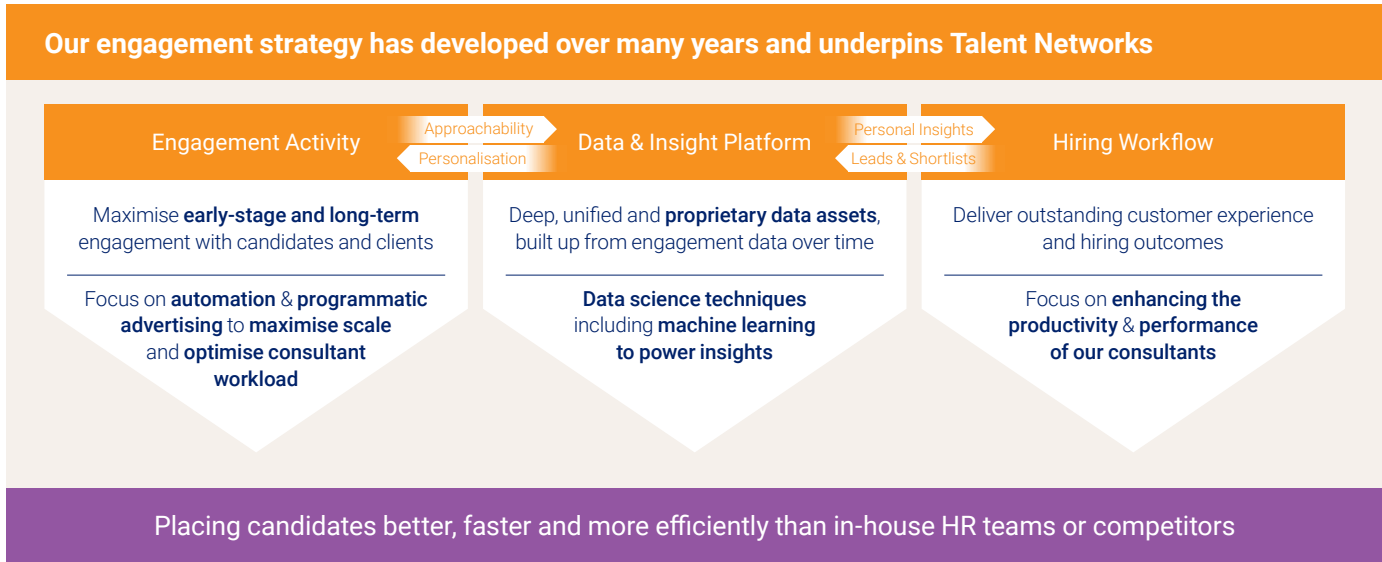 Our engagement strategy has developed over many years and underpins Talent Networks
Engagement Activity
Approachability
Personalisation
Data & Insight Platform
Personal Insights
Leads & Shortlists
Hiring Workflow
Maximise early-stage and long-term
engagement with candidates and clients
Focus on automation & programmatic
advertising to maximise scale
and optimise consultant
workload
Deep, unified and proprietary data assets,
built up from engagement data over time
Data science techniques
including machine learning
to power insights
Deliver outstanding customer experience
and hiring outcomes
Focus on enhancing the
productivity & performance
of our consultants
Placing candidates better, faster and more efficiently than in-house HR teams or competitors